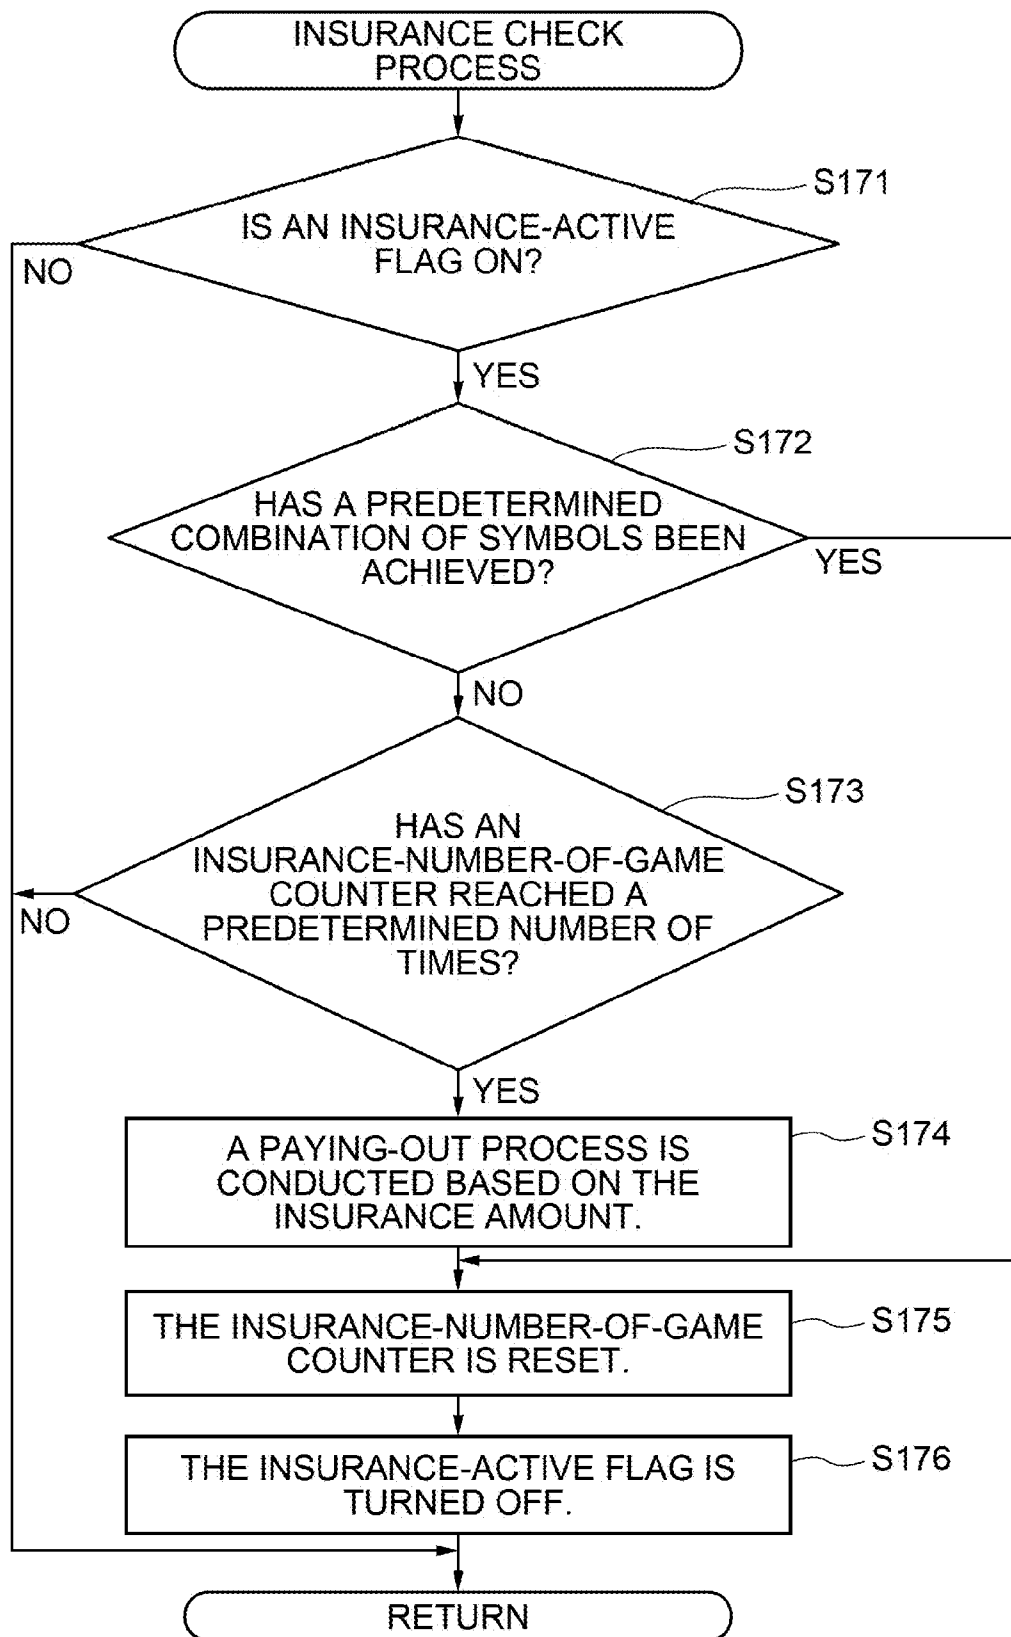 INSURANCE CHECK
PROCESS
S171
IS AN INSURANCE-ACTIVE
FLAG ON?
NO
YES
S172
HAS A PREDETERMINED
COMBINATION OF SYMBOLS BEEN
ACHIEVED?
YES
NO
S173
HAS AN
INSURANCE-NUMBER-OF-GAME
COUNTER REACHED A
PREDETERMINED NUMBER OF
TIMES?
NO
YES
S174
A PAYING-OUT PROCESS IS
CONDUCTED BASED ON THE
INSURANCE AMOUNT.
S175
THE INSURANCE-NUMBER-OF-GAME
COUNTER IS RESET.
S176
THE INSURANCE-ACTIVE FLAG IS
TURNED OFF.
RETURN